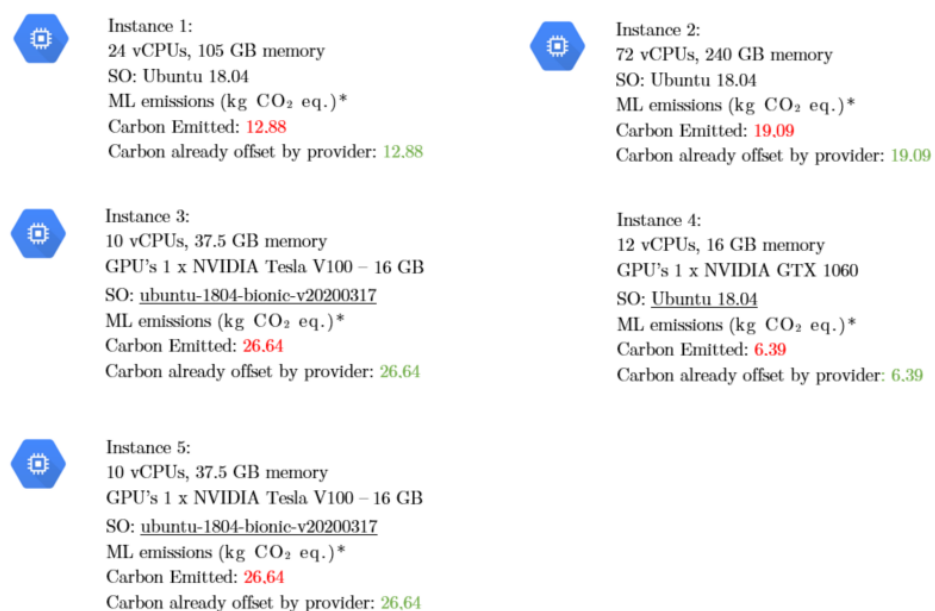 Instance 1:
24 vCPUs, 105 GB memory
SO: Ubuntu 18.04
ML emissions (kg CO₂ eq.)*
Carbon Emitted: 12.88
Carbon already offset by provider: 12.88
Instance 2:
72 vCPUs, 240 GB memory
SO: Ubuntu 18.04
ML emissions (kg CO₂ eq.)*
Carbon Emitted: 19.09
Carbon already offset by provider: 19.09
Instance 3:
10 vCPUs, 37.5 GB memory
GPU's 1 x NVIDIA Tesla V100 – 16 GB
SO: ubuntu-1804-bionic-v20200317
ML emissions (kg CO₂ eq.)*
Carbon Emitted: 26.64
Carbon already offset by provider: 26.64
Instance 4:
12 vCPUs, 16 GB memory
GPU's 1 x NVIDIA GTX 1060
SO: Ubuntu 18.04
ML emissions (kg CO₂ eq.)*
Carbon Emitted: 6.39
Carbon already offset by provider: 6.39
Instance 5:
10 vCPUs, 37.5 GB memory
GPU's 1 x NVIDIA Tesla V100 – 16 GB
SO: ubuntu-1804-bionic-v20200317
ML emissions (kg CO₂ eq.)*
Carbon Emitted: 26.64
Carbon already offset by provider: 26.64